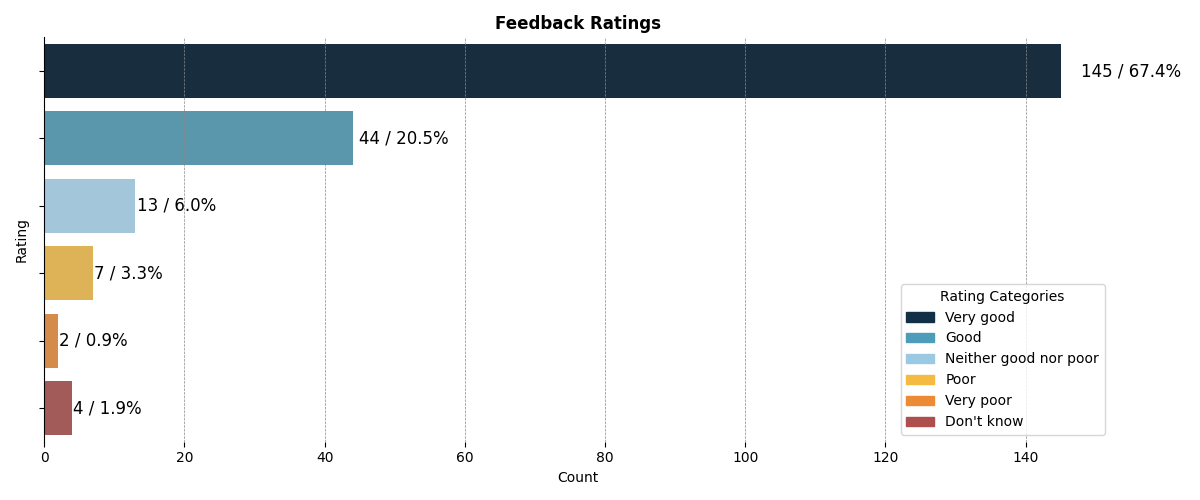 Feedback Ratings
145 / 67.4%
44 / 20.5%
13 / 6.0%
7 / 3.3%
2 / 0.9%
4 / 1.9%
Rating
Rating Categories
Very good
Good
Neither good nor poor
Poor
Very poor
Don't know
0 20 40 60 80 100 120 140
Count